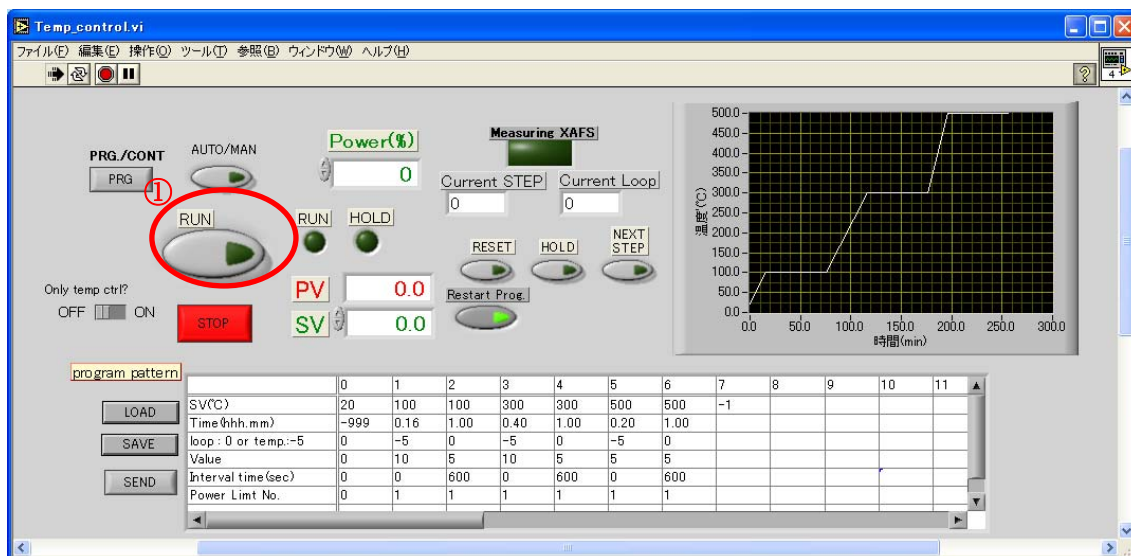 Temp_control.vi
ファイル(F) 編集(E) 操作(O) ツール(T) 参照(B) ウィンドウ(W) ヘルプ(H)
4
PRG./CONT
PRG
AUTO/MAN
Power(%)
0
Measuring XAFS
Current STEP
0
Current Loop
0
①
RUN
RUN
HOLD
RESET
HOLD
NEXT
STEP
Restart Prog.
Only temp ctrl?
OFF ON
STOP
PV 0.0
SV 0.0
温度(℃)
500.0
450.0
400.0
350.0
300.0
250.0
200.0
150.0
100.0
50.0
0.0
0.0 50.0 100.0 150.0 200.0 250.0 300.0
時間(min)
program pattern
LOAD
SAVE
SEND
0 1 2 3 4 5 6 7 8 9 10 11
SV(℃) 20 100 100 300 300 500 500 -1
Time(hhh.mm) -999 0.16 1.00 0.40 1.00 0.20 1.00
loop : 0 or temp.:-5 0 -5 0 -5 0 -5 0
Value 0 10 5 10 5 5 5
Interval time(sec) 0 0 600 0 600 0 600
Power Limt No. 0 1 1 1 1 1 1